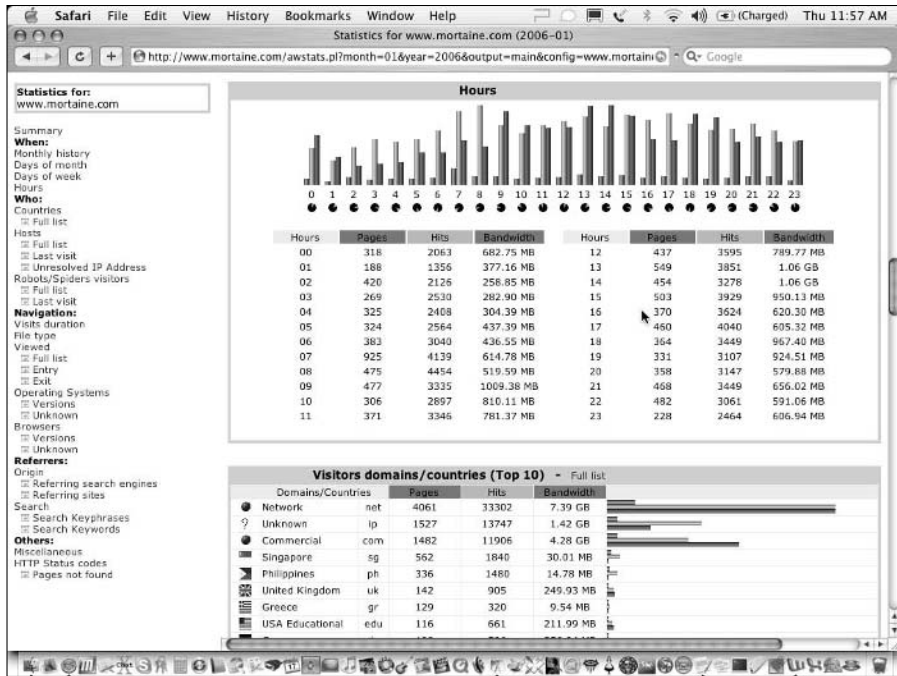 Safari File Edit View History Bookmarks Window Help (Charged) Thu 11:57 AM
Statistics for www.mortaine.com (2006-01)
http://www.mortaine.com/awstats.pl?month=01&year=2006&output=main&config=www.mortain Google
Statistics for:
www.mortaine.com
Summary
When:
Monthly history
Days of month
Days of week
Hours
Who:
Countries
Full list
Hosts
Full list
Last visit
Unresolved IP Address
Robots/Spiders visitors
Full list
Last visit
Navigation:
Visits duration
File type
Viewed
Full list
Entry
Exit
Operating Systems
Versions
Unknown
Browsers
Versions
Unknown
Referrers:
Origin
Referring search engines
Referring sites
Search
Search Keyphrases
Search Keywords
Others:
Miscellaneous
HTTP Status codes
Pages not found
Hours
0 1 2 3 4 5 6 7 8 9 10 11 12 13 14 15 16 17 18 19 20 21 22 23
Hours Pages Hits Bandwidth Hours Pages Hits Bandwidth
00 318 2063 682.75 MB 12 437 3595 789.77 MB
01 188 1356 377.16 MB 13 549 3851 1.06 GB
02 420 2126 258.85 MB 14 454 3278 1.06 GB
03 269 2530 282.90 MB 15 503 3929 950.13 MB
04 325 2408 304.39 MB 16 370 3624 620.30 MB
05 324 2564 437.39 MB 17 460 4040 605.32 MB
06 383 3040 436.55 MB 18 364 3449 967.40 MB
07 925 4139 614.78 MB 19 331 3107 924.51 MB
08 475 4454 519.59 MB 20 358 3147 579.88 MB
09 477 3335 1009.38 MB 21 468 3449 656.02 MB
10 306 2897 810.11 MB 22 482 3061 591.06 MB
11 371 3346 781.37 MB 23 228 2464 606.94 MB
Visitors domains/countries (Top 10) - Full list
Domains/Countries Pages Hits Bandwidth
Network net 4061 33302 7.39 GB
? Unknown ip 1527 13747 1.42 GB
Commercial com 1482 11906 4.28 GB
Singapore sg 562 1840 30.01 MB
Philippines ph 336 1480 14.78 MB
United Kingdom uk 142 905 249.93 MB
Greece gr 129 320 9.54 MB
USA Educational edu 116 661 211.99 MB